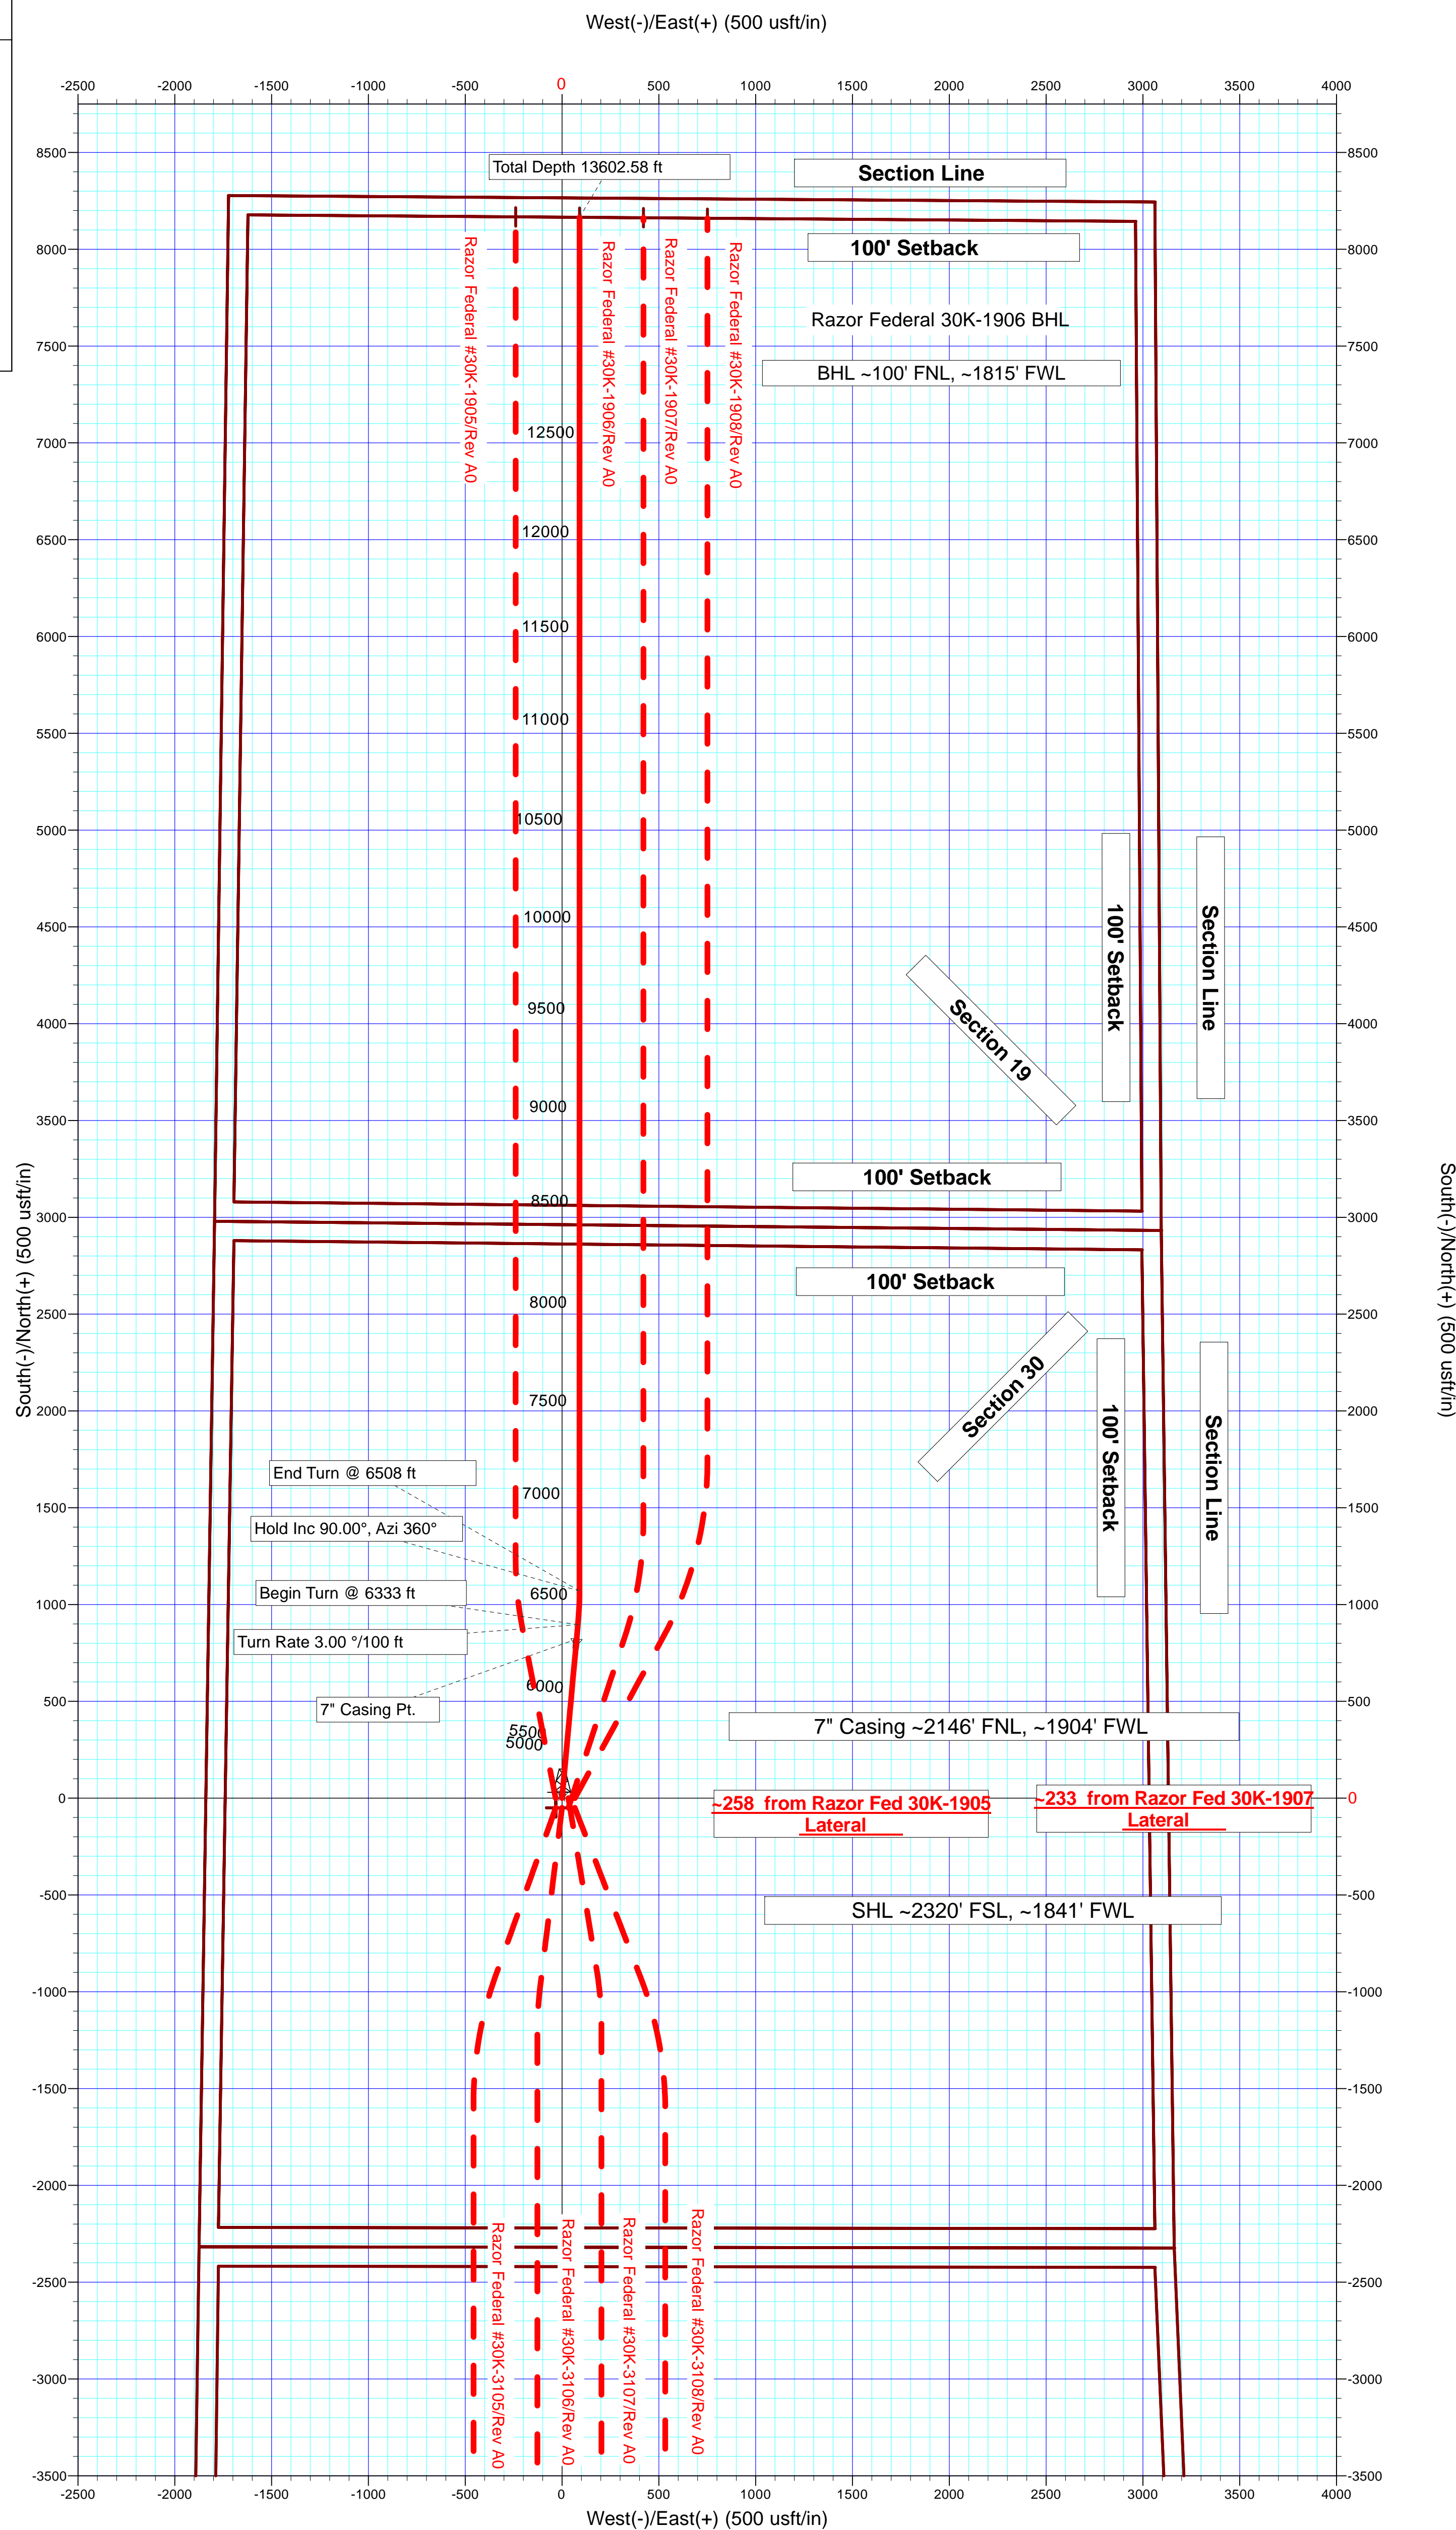 West(-)/East(+) (500 usft/in)
-2500 -2000 -1500 -1000 -500 0 500 1000 1500 2000 2500 3000 3500 4000
8500 8500
8000 8000
7500 7500
7000 7000
6500 6500
6000 6000
5500 5500
5000 5000
4500 4500
4000 4000
3500 3500
3000 3000
2500 2500
2000 2000
1500 1500
1000 1000
500 500
0 0
-500 -500
-1000 -1000
-1500 -1500
-2000 -2000
-2500 -2500
-3000 -3000
-3500 -3500
South(-)/North(+) (500 usft/in)
South(-)/North(+) (500 usft/in)
Total Depth 13602.58 ft
Section Line
100' Setback
Razor Federal 30K-1906 BHL
BHL ~100' FNL, ~1815' FWL
Razor Federal #30K-1905/Rev A0
Razor Federal #30K-1906/Rev A0
Razor Federal #30K-1907/Rev A0
Razor Federal #30K-1908/Rev A0
12500
12000
11500
11000
10500
10000
9500
9000
8500
8000
7500
7000
6500
6000
5500
5000
100' Setback
Section Line
Section 19
100' Setback
100' Setback
Section 30
100' Setback
Section Line
End Turn @ 6508 ft
Hold Inc 90.00°, Azi 360°
Begin Turn @ 6333 ft
Turn Rate 3.00 °/100 ft
7" Casing Pt.
7" Casing ~2146' FNL, ~1904' FWL
~258 from Razor Fed 30K-1905
Lateral
~233 from Razor Fed 30K-1907
Lateral
SHL ~2320' FSL, ~1841' FWL
Razor Federal #30K-3105/Rev A0
Razor Federal #30K-3106/Rev A0
Razor Federal #30K-3107/Rev A0
Razor Federal #30K-3108/Rev A0
-2500 -2000 -1500 -1000 -500 0 500 1000 1500 2000 2500 3000 3500 4000
West(-)/East(+) (500 usft/in)